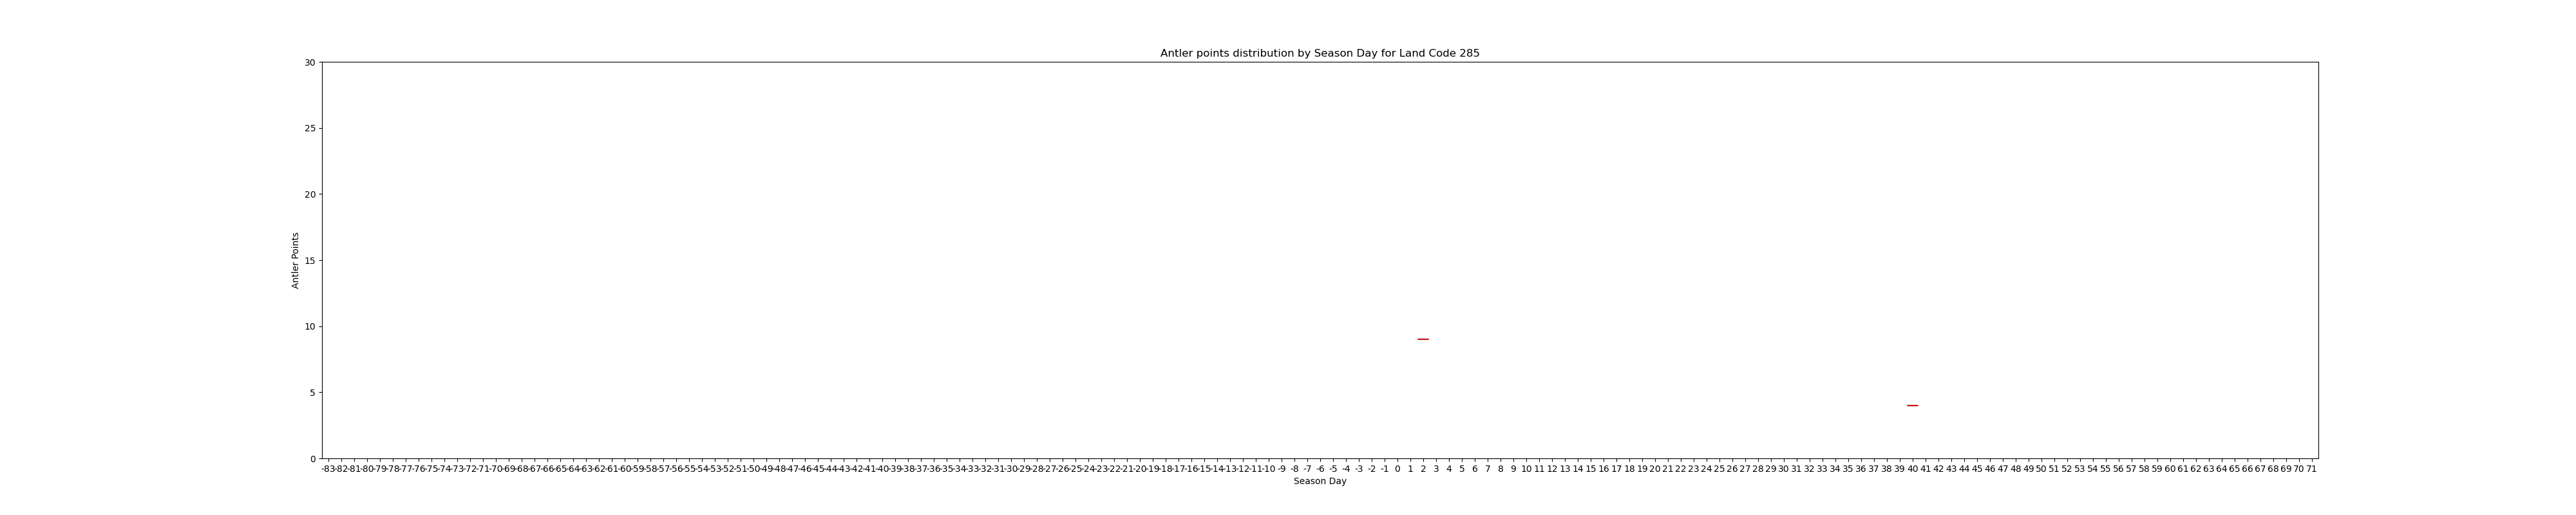 Antler points distribution by Season Day for Land Code 285
30
25
20
15
10
5
0
Antler Points
-83-82-81-80-79-78-77-76-75-74-73-72-71-70-69-68-67-66-65-64-63-62-61-60-59-58-57-56-55-54-53-52-51-50-49-48-47-46-45-44-43-42-41-40-39-38-37-36-35-34-33-32-31-30-29-28-27-26-25-24-23-22-21-20-19-18-17-16-15-14-13-12-11-10 -9 -8 -7 -6 -5 -4 -3 -2 -1 0 1 2 3 4 5 6 7 8 9 10 11 12 13 14 15 16 17 18 19 20 21 22 23 24 25 26 27 28 29 30 31 32 33 34 35 36 37 38 39 40 41 42 43 44 45 46 47 48 49 50 51 52 53 54 55 56 57 58 59 60 61 62 63 64 65 66 67 68 69 70 71
Season Day